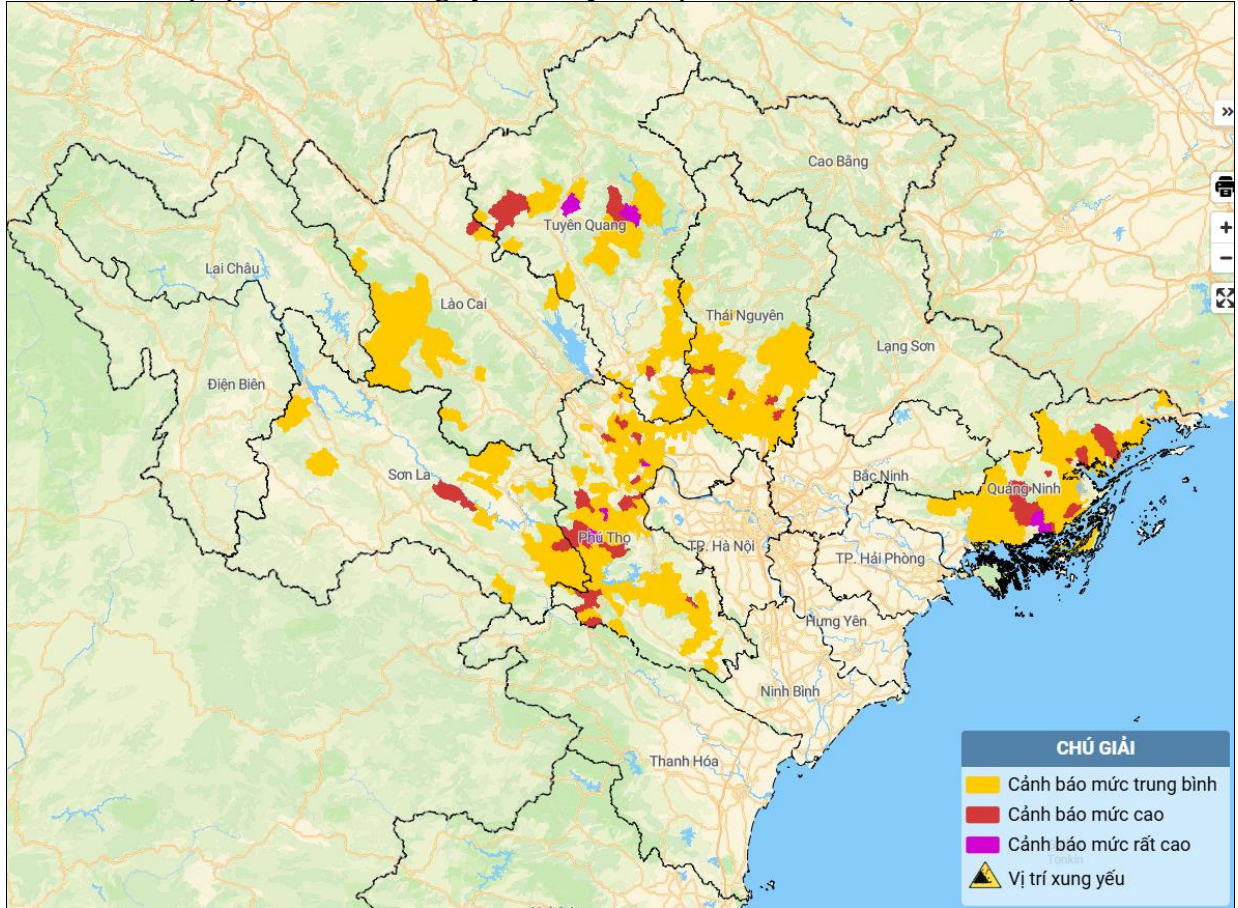 Cao Bằng
Tuyên Quang
Lai Châu
Lào Cai
Thái Nguyên
Lạng Sơn
Điện Biên
Sơn La
Bắc Ninh
Quảng Ninh
Phú Thọ
TP. Hà Nội
TP. Hải Phòng
Hưng Yên
Ninh Bình
Thanh Hóa
»
+
−
CHÚ GIẢI
Cảnh báo mức trung bình
Cảnh báo mức cao
Cảnh báo mức rất cao
Tonkin
Vị trí xung yếu